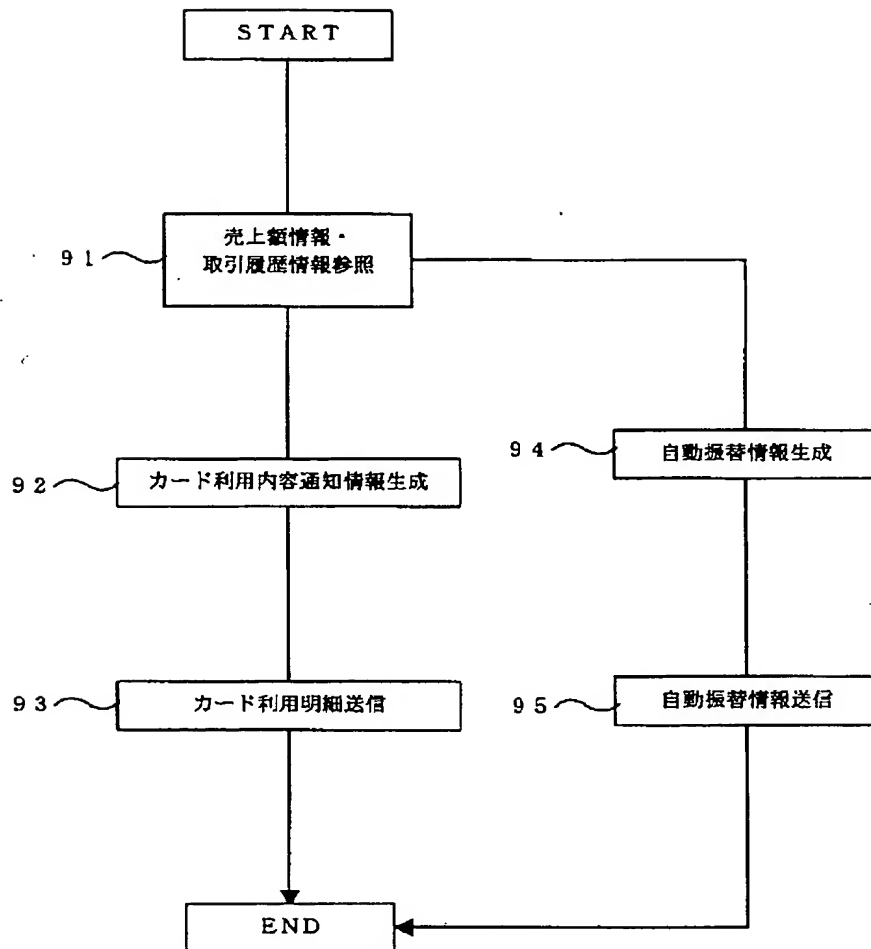 START
91
売上額情報・
取引履歴情報参照
92
カード利用内容通知情報生成
93
カード利用明細送信
94
自動振替情報生成
95
自動振替情報送信
END